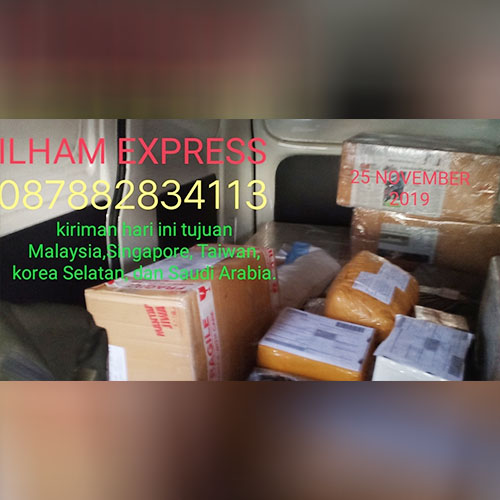 ILHAM EXPRESS
087882834113
25 NOVEMBER
2019
kiriman hari ini tujuan
Malaysia,Singapore, Taiwan,
korea Selatan, dan Saudi Arabia.
FRAGILE